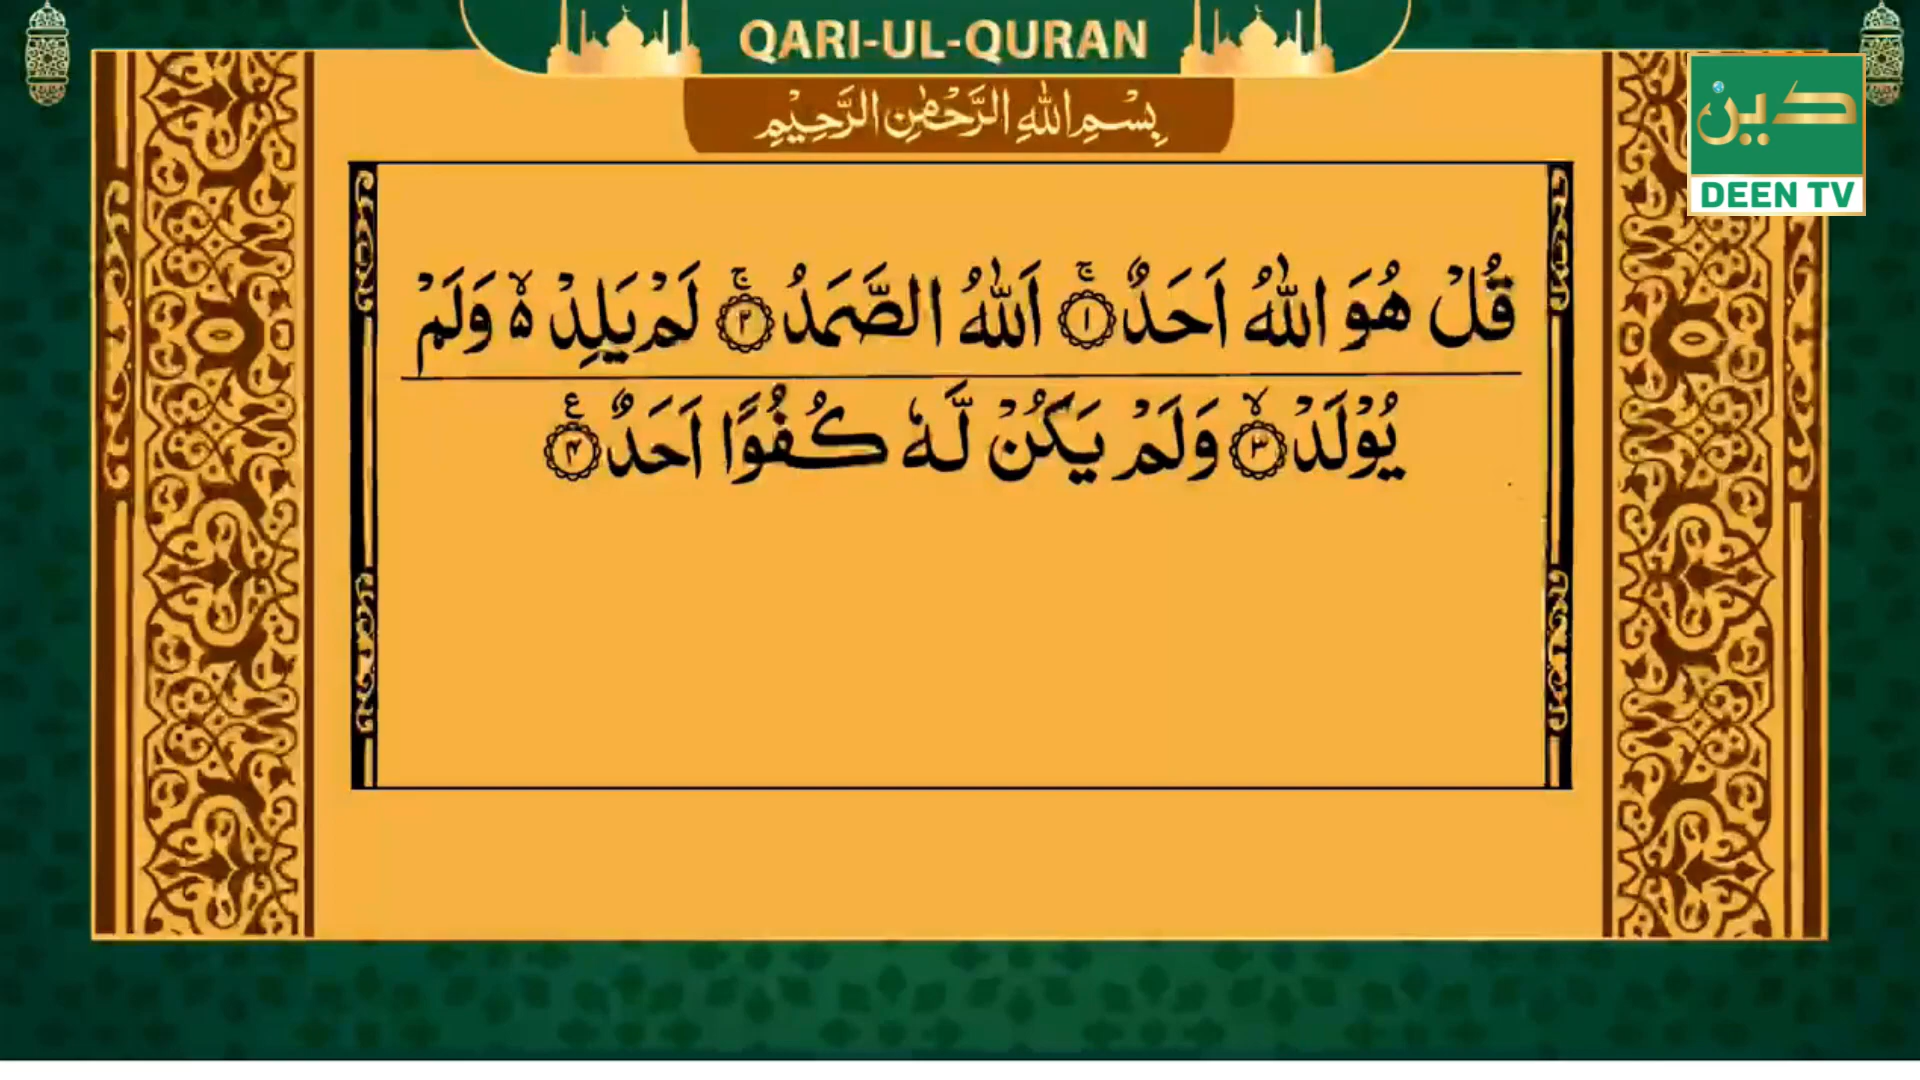 QARI-UL-QURAN
بِسْمِ اللّٰهِ الرَّحْمٰنِ الرَّحِيْمِ
دین
DEEN TV
قُلْ هُوَ اللّٰهُ اَحَدٌ ۚ﴿۱﴾ اَللّٰهُ الصَّمَدُ ۚ﴿۲﴾ لَمْ يَلِدْ ۙ۬ وَلَمْ
يُوْلَدْ ۙ﴿۳﴾ وَلَمْ يَكُنْ لَّهٗ كُفُوًا اَحَدٌ ﴿۴﴾ ع